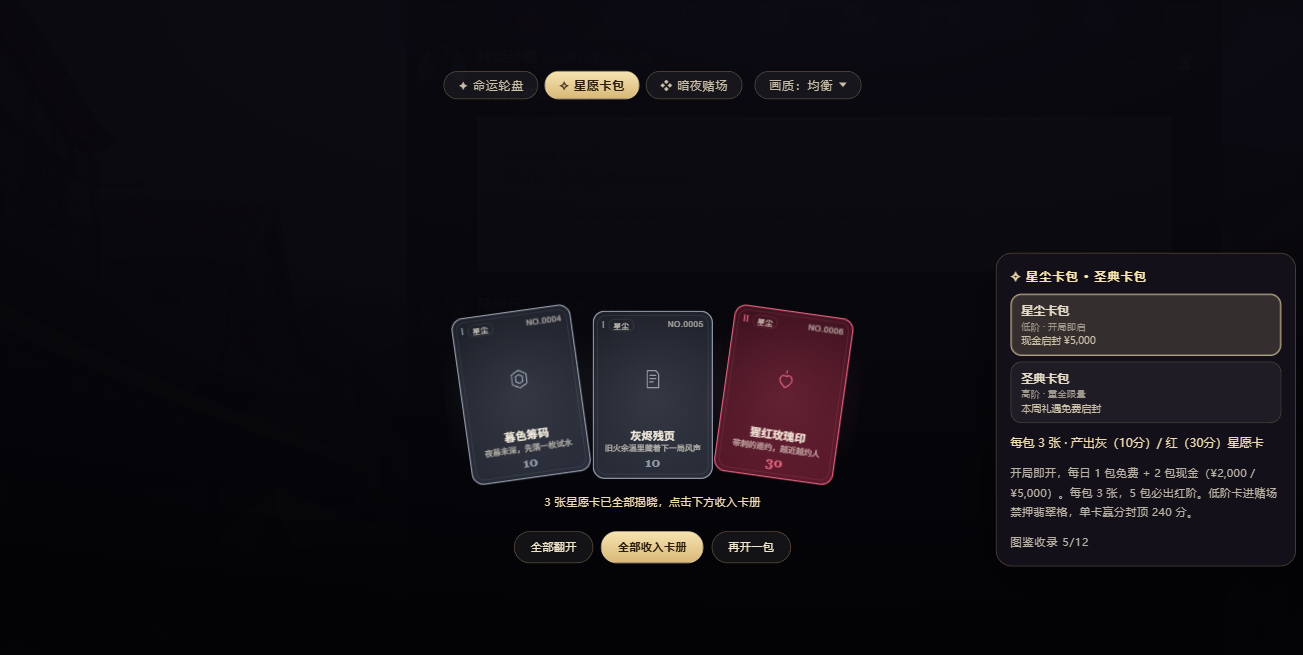 命运轮盘
星愿卡包
暗夜赌场
画质：均衡
I 星尘 NO.0004
暮色筹码
夜幕未深，先落一枚试水
10
I 星尘 NO.0005
灰烬残页
旧火余温里藏着下一局风声
10
II 星尘 NO.0006
猩红玫瑰印
带刺的邀约，越近越灼人
30
3 张星愿卡已全部揭晓，点击下方收入卡册
全部翻开
全部收入卡册
再开一包
星尘卡包・圣典卡包
星尘卡包
低阶 · 开局即启
现金启封 ¥5,000
圣典卡包
高阶 · 重金限量
本周礼遇免费启封
每包 3 张 · 产出灰（10分）/ 红（30分）星愿卡
开局即开，每日 1 包免费 + 2 包现金（¥2,000 /
¥5,000）。每包 3 张，5 包必出红阶。低阶卡进赌场
禁押翡翠格，单卡赢分封顶 240 分。
图鉴收录 5/12